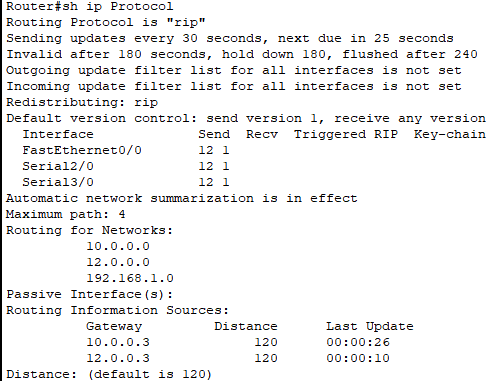 Router#sh ip Protocol
Routing Protocol is "rip"
Sending updates every 30 seconds, next due in 25 seconds
Invalid after 180 seconds, hold down 180, flushed after 240
Outgoing update filter list for all interfaces is not set
Incoming update filter list for all interfaces is not set
Redistributing: rip
Default version control: send version 1, receive any version
  Interface             Send  Recv  Triggered RIP  Key-chain
  FastEthernet0/0       12 1
  Serial2/0             12 1
  Serial3/0             12 1
Automatic network summarization is in effect
Maximum path: 4
Routing for Networks:
          10.0.0.0
          12.0.0.0
          192.168.1.0
Passive Interface(s):
Routing Information Sources:
          Gateway         Distance      Last Update
          10.0.0.3             120      00:00:26
          12.0.0.3             120      00:00:10
Distance: (default is 120)